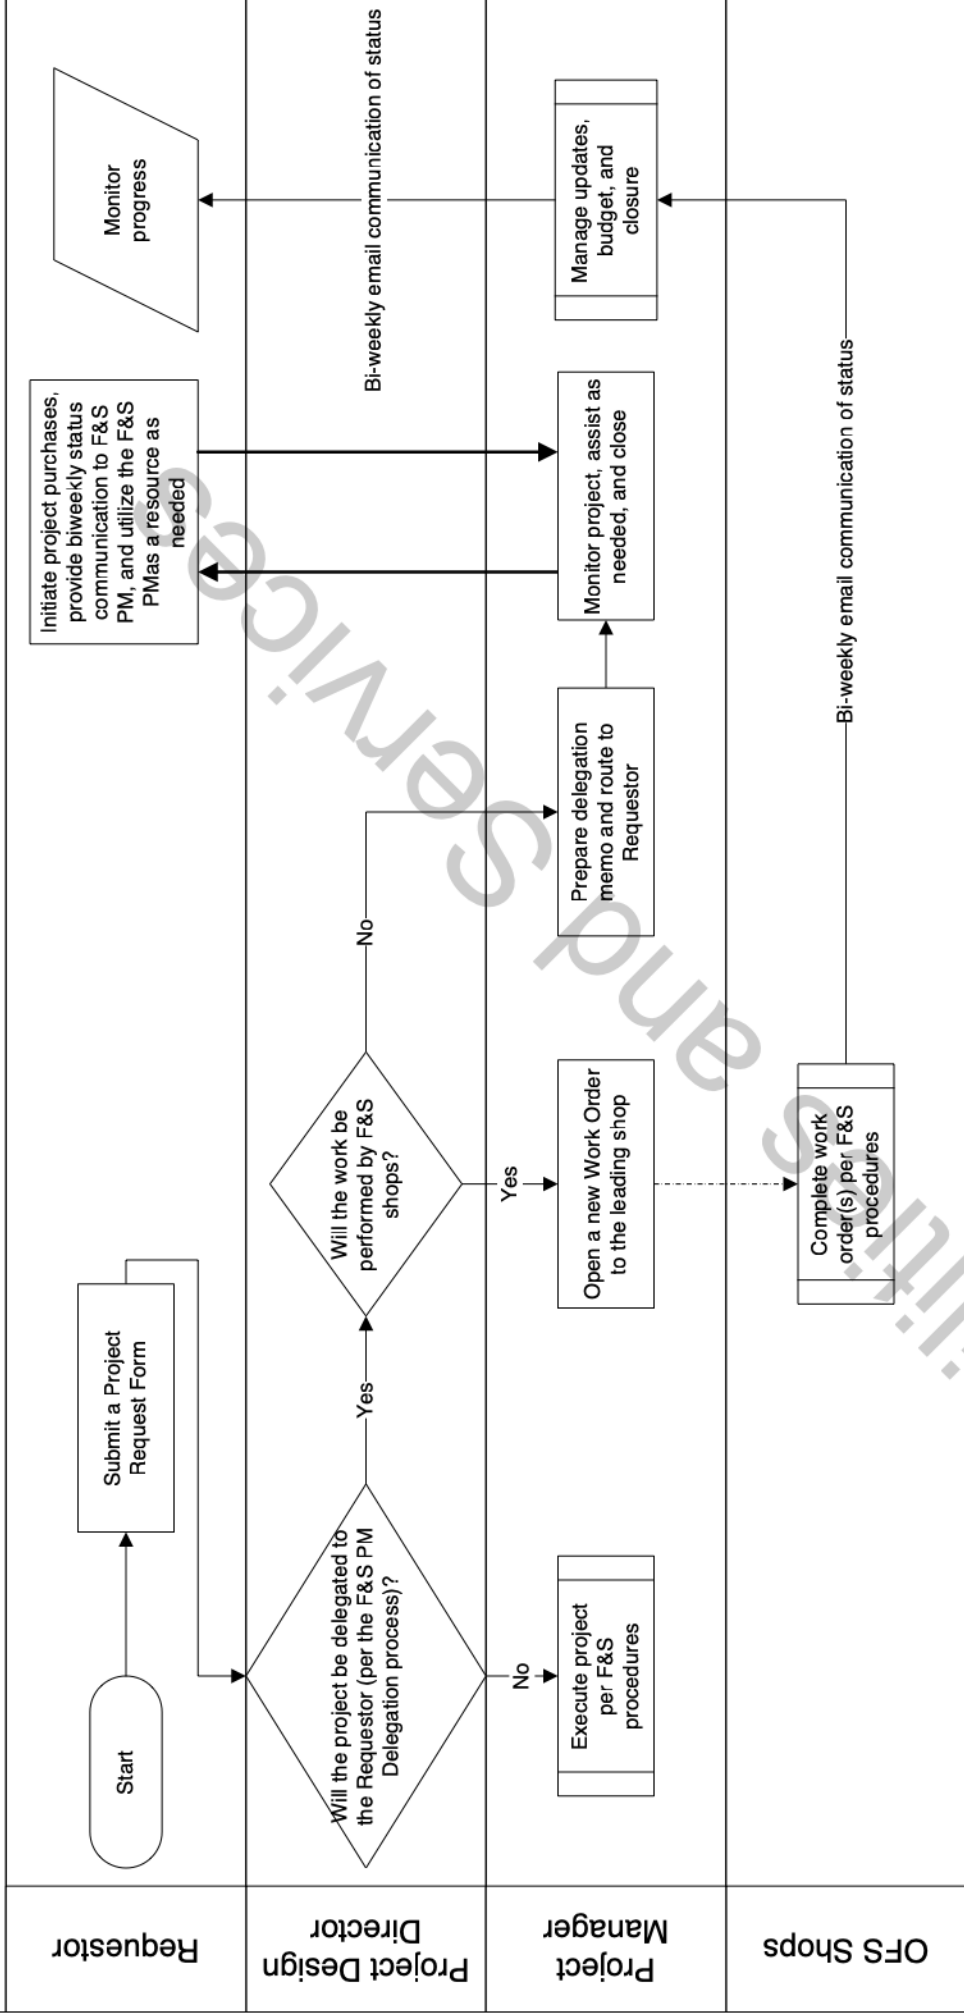 Requestor
Start
Submit a Project
Request Form
Initiate project purchases,
provide biweekly status
communication to F&S
PM, and utilize the F&S
PMas a resource as
needed
Monitor
progress
Project Design
Director
Will the project be delegated to
the Requestor (per the F&S PM
Delegation process)?
Yes
Will the work be
performed by F&S
shops?
No
Bi-weekly email communication of status
Project
Manager
No
Execute project
per F&S
procedures
Yes
Open a new Work Order
to the leading shop
Prepare delegation
memo and route to
Requestor
Monitor project, assist as
needed, and close
Manage updates,
budget, and
closure
OFS Shops
Complete work
order(s) per F&S
procedures
Bi-weekly email communication of status
and Services